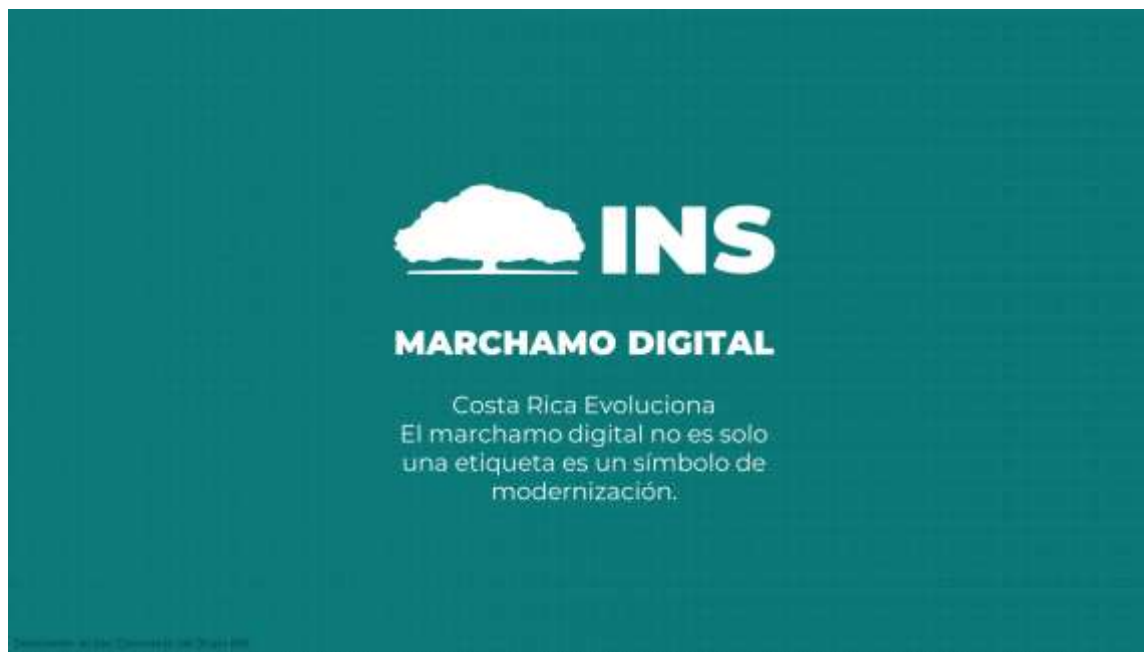 INS
MARCHAMO DIGITAL
Costa Rica Evoluciona
El marchamo digital no es solo
una etiqueta es un símbolo de
modernización.